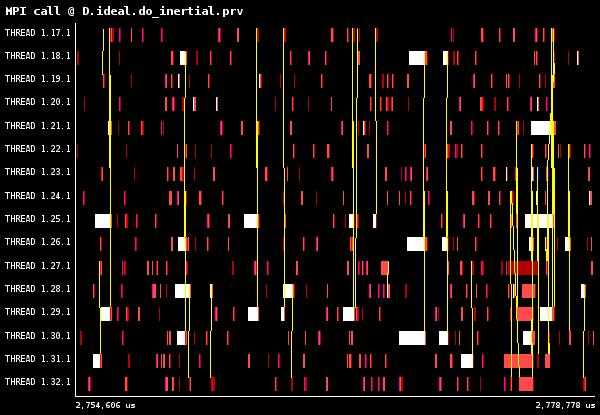 MPI call @ D.ideal.do_inertial.prv
THREAD 1.17.1
THREAD 1.18.1
THREAD 1.19.1
THREAD 1.20.1
THREAD 1.21.1
THREAD 1.22.1
THREAD 1.23.1
THREAD 1.24.1
THREAD 1.25.1
THREAD 1.26.1
THREAD 1.27.1
THREAD 1.28.1
THREAD 1.29.1
THREAD 1.30.1
THREAD 1.31.1
THREAD 1.32.1
2,754,606 us 2,778,778 us